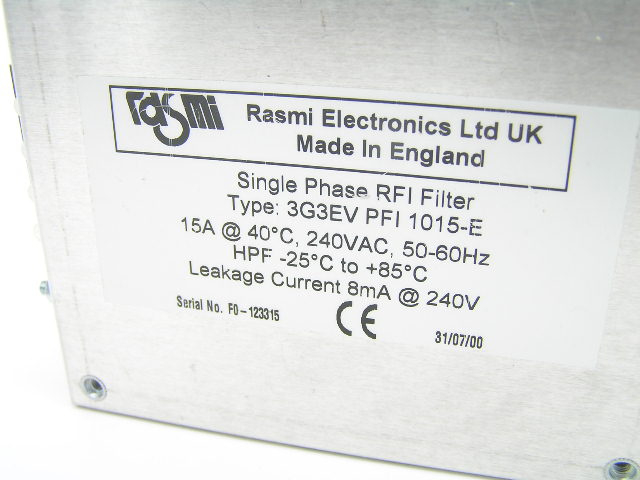 rasmi
Rasmi Electronics Ltd UK
Made In England
Single Phase RFI Filter
Type: 3G3EV PFI 1015-E
15A @ 40°C, 240VAC, 50-60Hz
HPF -25°C to +85°C
Leakage Current 8mA @ 240V
Serial No. F0-123315 CE 31/07/00